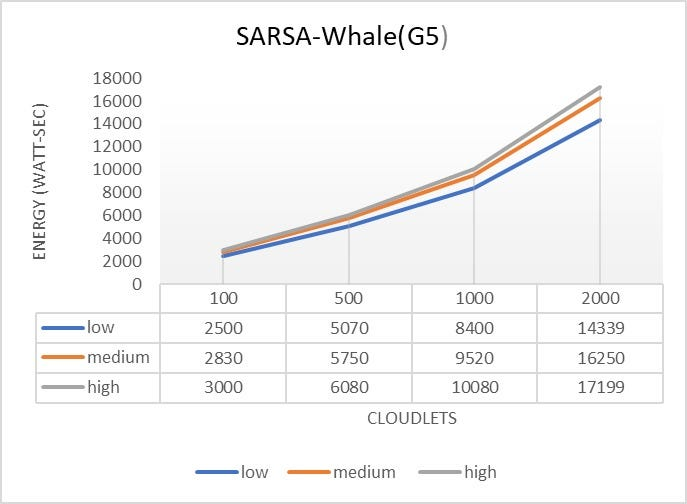 SARSA-Whale(G5)
ENERGY (WATT-SEC)
18000
16000
14000
12000
10000
8000
6000
4000
2000
0
100 500 1000 2000
low 2500 5070 8400 14339
medium 2830 5750 9520 16250
high 3000 6080 10080 17199
CLOUDLETS
low medium high